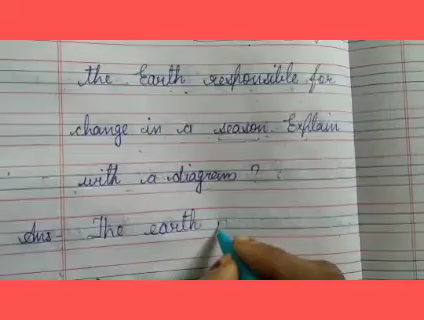 the Earth responsible for
change in a season. Explain
with a diagram ?
Ans - The earth